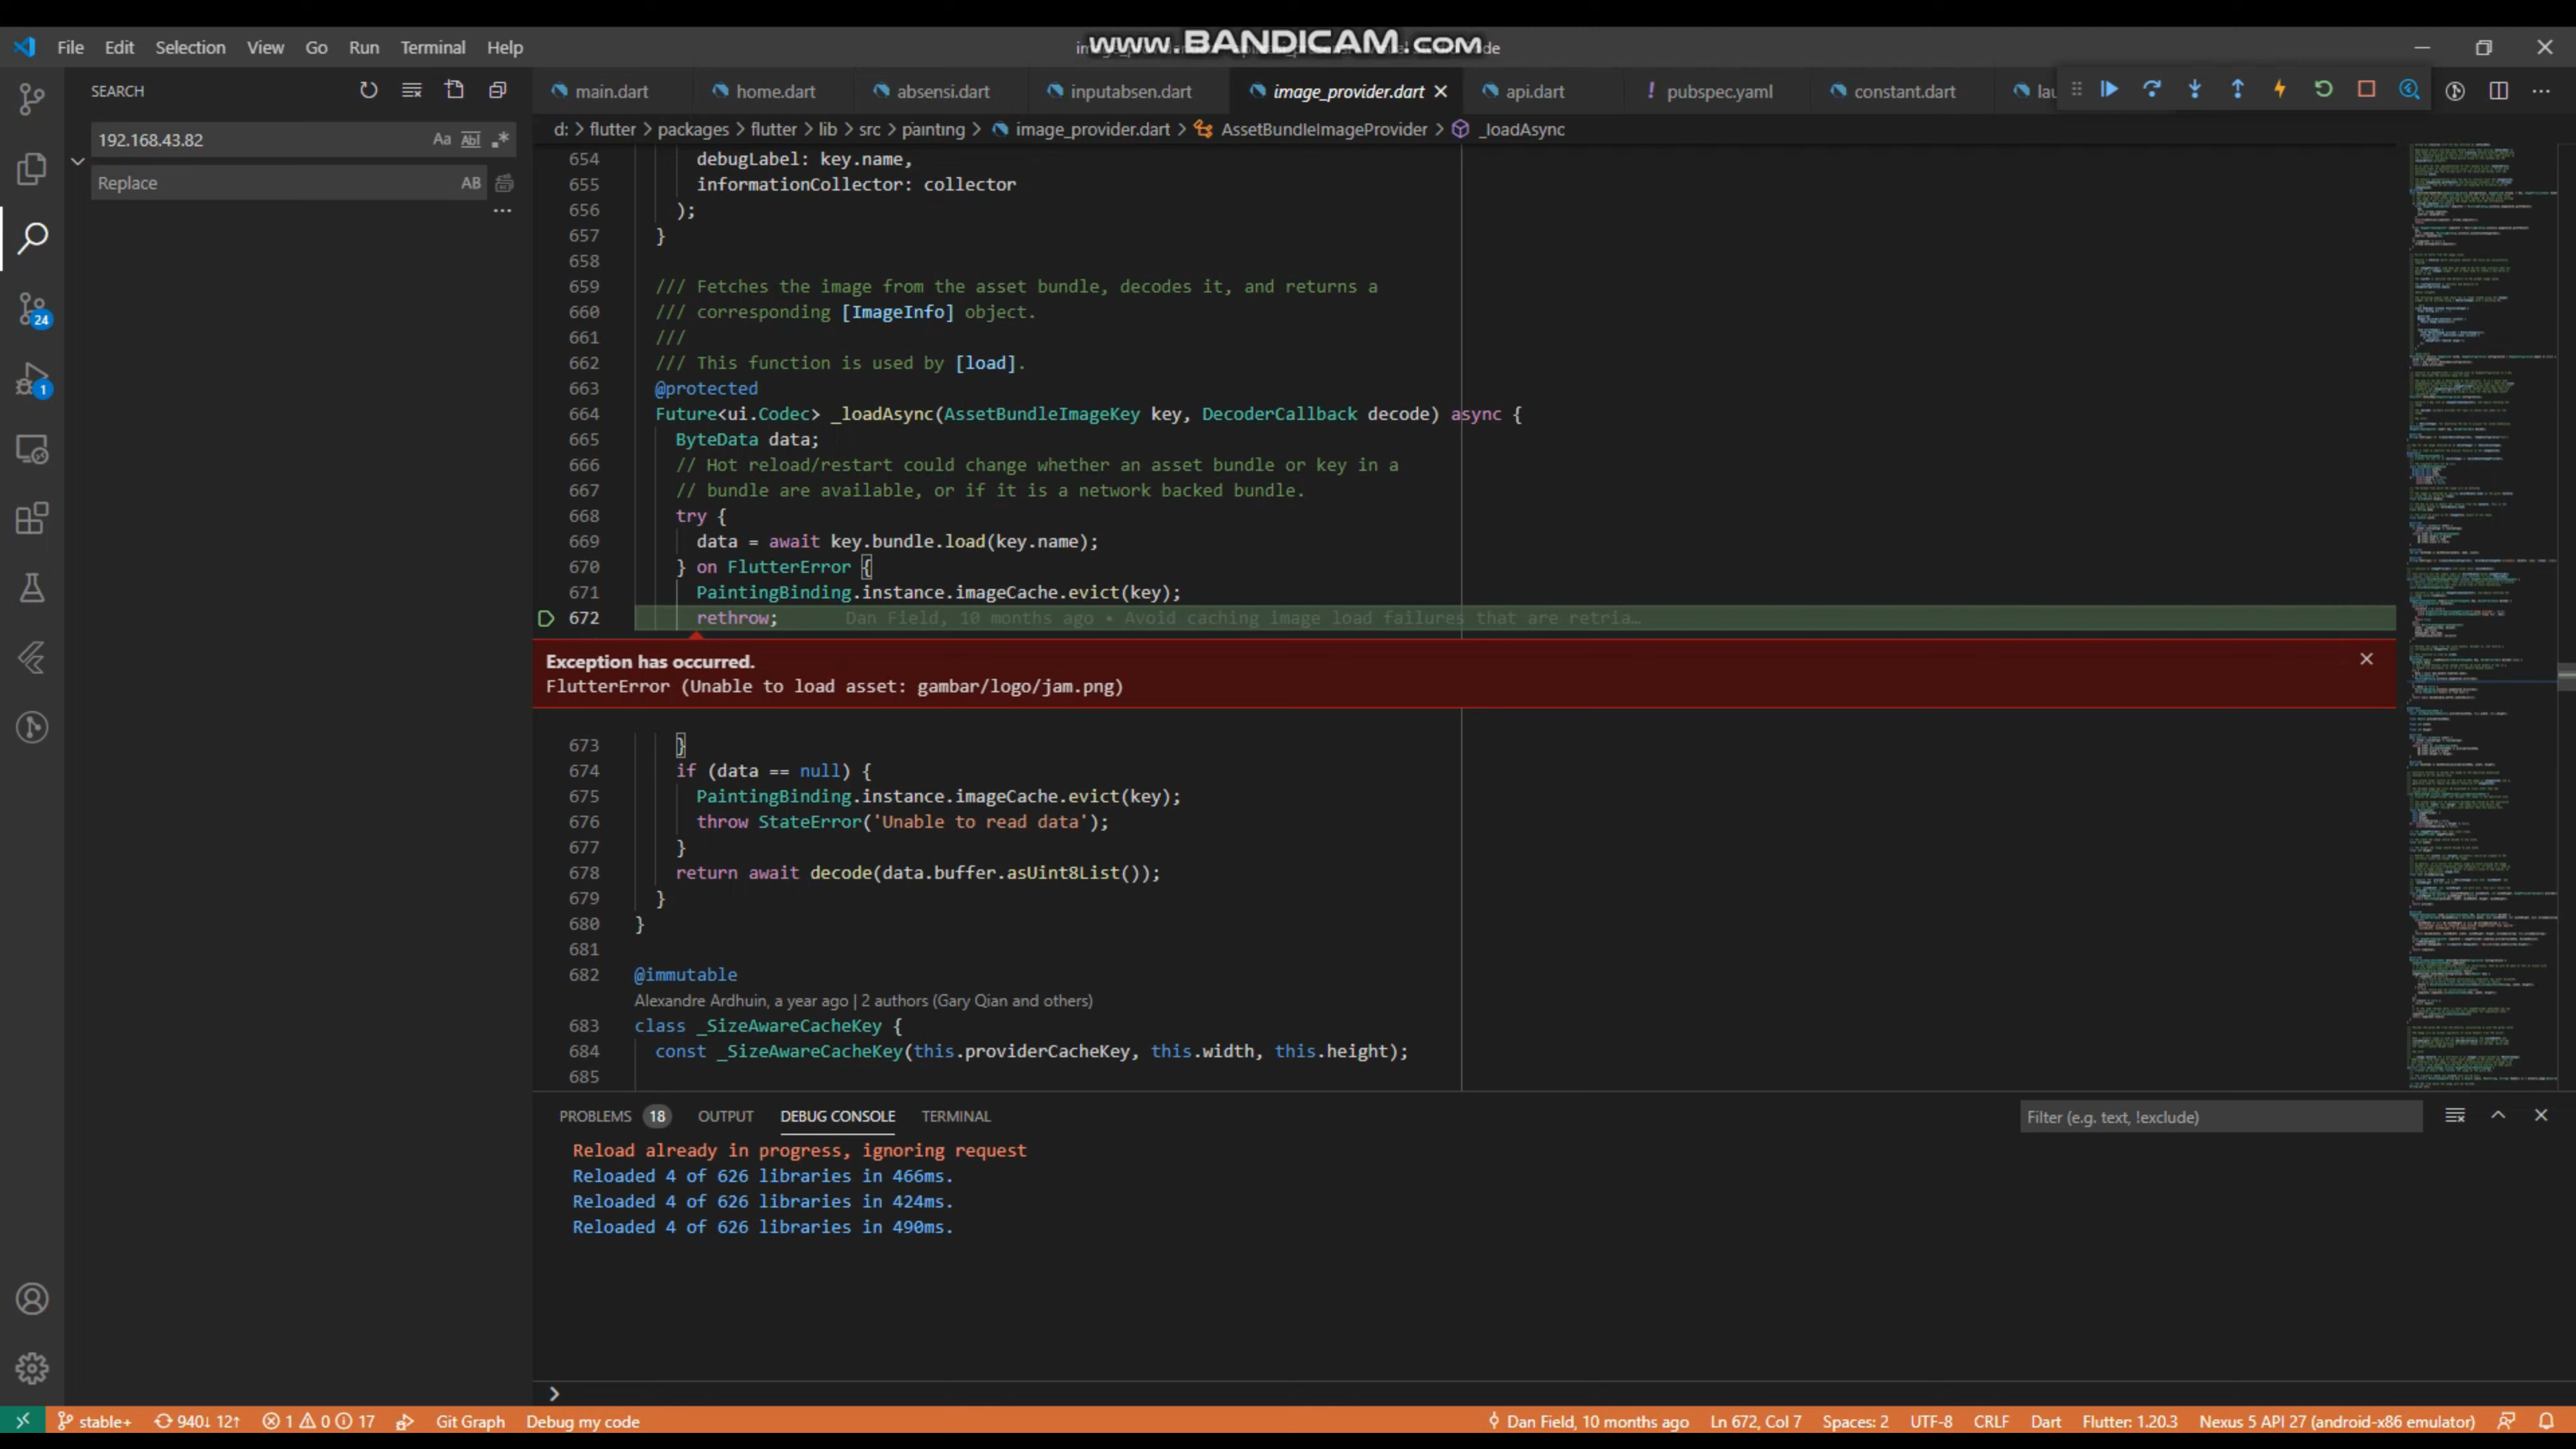 www.BANDICAM.com
File Edit Selection View Go Run Terminal Help
SEARCH
192.168.43.82
Aa Abl .*
Replace
AB
...
24
1
main.dart home.dart absensi.dart inputabsen.dart image_provider.dart api.dart ! pubspec.yaml constant.dart lau
d: > flutter > packages > flutter > lib > src > painting > image_provider.dart > AssetBundleImageProvider > _loadAsync
654 debugLabel: key.name,
655 informationCollector: collector
656 );
657 }
658
659 /// Fetches the image from the asset bundle, decodes it, and returns a
660 /// corresponding [ImageInfo] object.
661 ///
662 /// This function is used by [load].
663 @protected
664 Future<ui.Codec> _loadAsync(AssetBundleImageKey key, DecoderCallback decode) async {
665 ByteData data;
666 // Hot reload/restart could change whether an asset bundle or key in a
667 // bundle are available, or if it is a network backed bundle.
668 try {
669 data = await key.bundle.load(key.name);
670 } on FlutterError {
671 PaintingBinding.instance.imageCache.evict(key);
672 rethrow; Dan Field, 10 months ago • Avoid caching image load failures that are retria…
Exception has occurred.
FlutterError (Unable to load asset: gambar/logo/jam.png)
673 }
674 if (data == null) {
675 PaintingBinding.instance.imageCache.evict(key);
676 throw StateError('Unable to read data');
677 }
678 return await decode(data.buffer.asUint8List());
679 }
680 }
681
682 @immutable
Alexandre Ardhuin, a year ago | 2 authors (Gary Qian and others)
683 class _SizeAwareCacheKey {
684 const _SizeAwareCacheKey(this.providerCacheKey, this.width, this.height);
685
PROBLEMS 18 OUTPUT DEBUG CONSOLE TERMINAL
Filter (e.g. text, !exclude)
Reload already in progress, ignoring request
Reloaded 4 of 626 libraries in 466ms.
Reloaded 4 of 626 libraries in 424ms.
Reloaded 4 of 626 libraries in 490ms.
>
stable+ 940↓ 12↑ 1 0 17 Git Graph Debug my code Dan Field, 10 months ago Ln 672, Col 7 Spaces: 2 UTF-8 CRLF Dart Flutter: 1.20.3 Nexus 5 API 27 (android-x86 emulator)